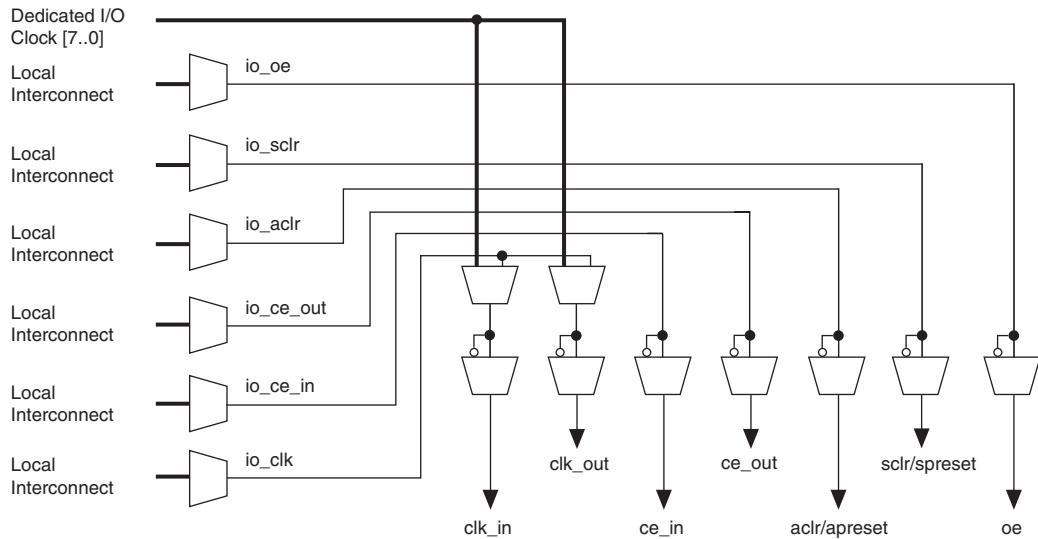 Dedicated I/O
Clock [7..0]
Local
Interconnect
io_oe
Local
Interconnect
io_sclr
Local
Interconnect
io_aclr
Local
Interconnect
io_ce_out
Local
Interconnect
io_ce_in
Local
Interconnect
io_clk
clk_out
ce_out
sclr/spreset
clk_in
ce_in
aclr/apreset
oe